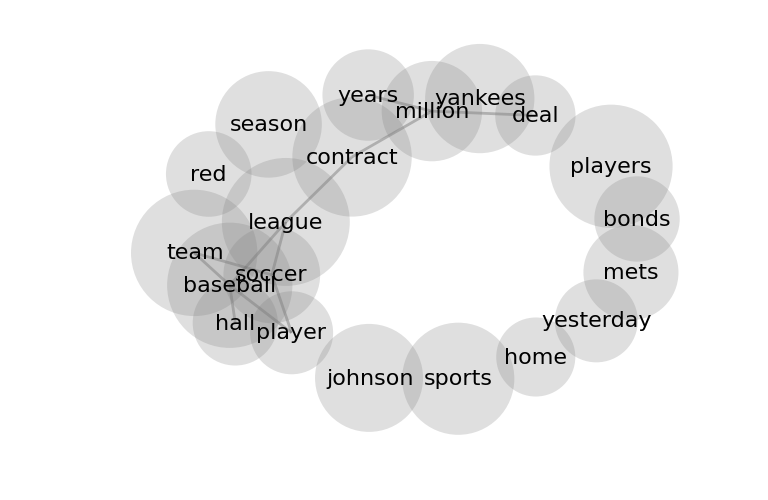 years
yankees
million
deal
season
contract
players
red
bonds
league
team
soccer
mets
baseball
hall
player
yesterday
home
johnson
sports